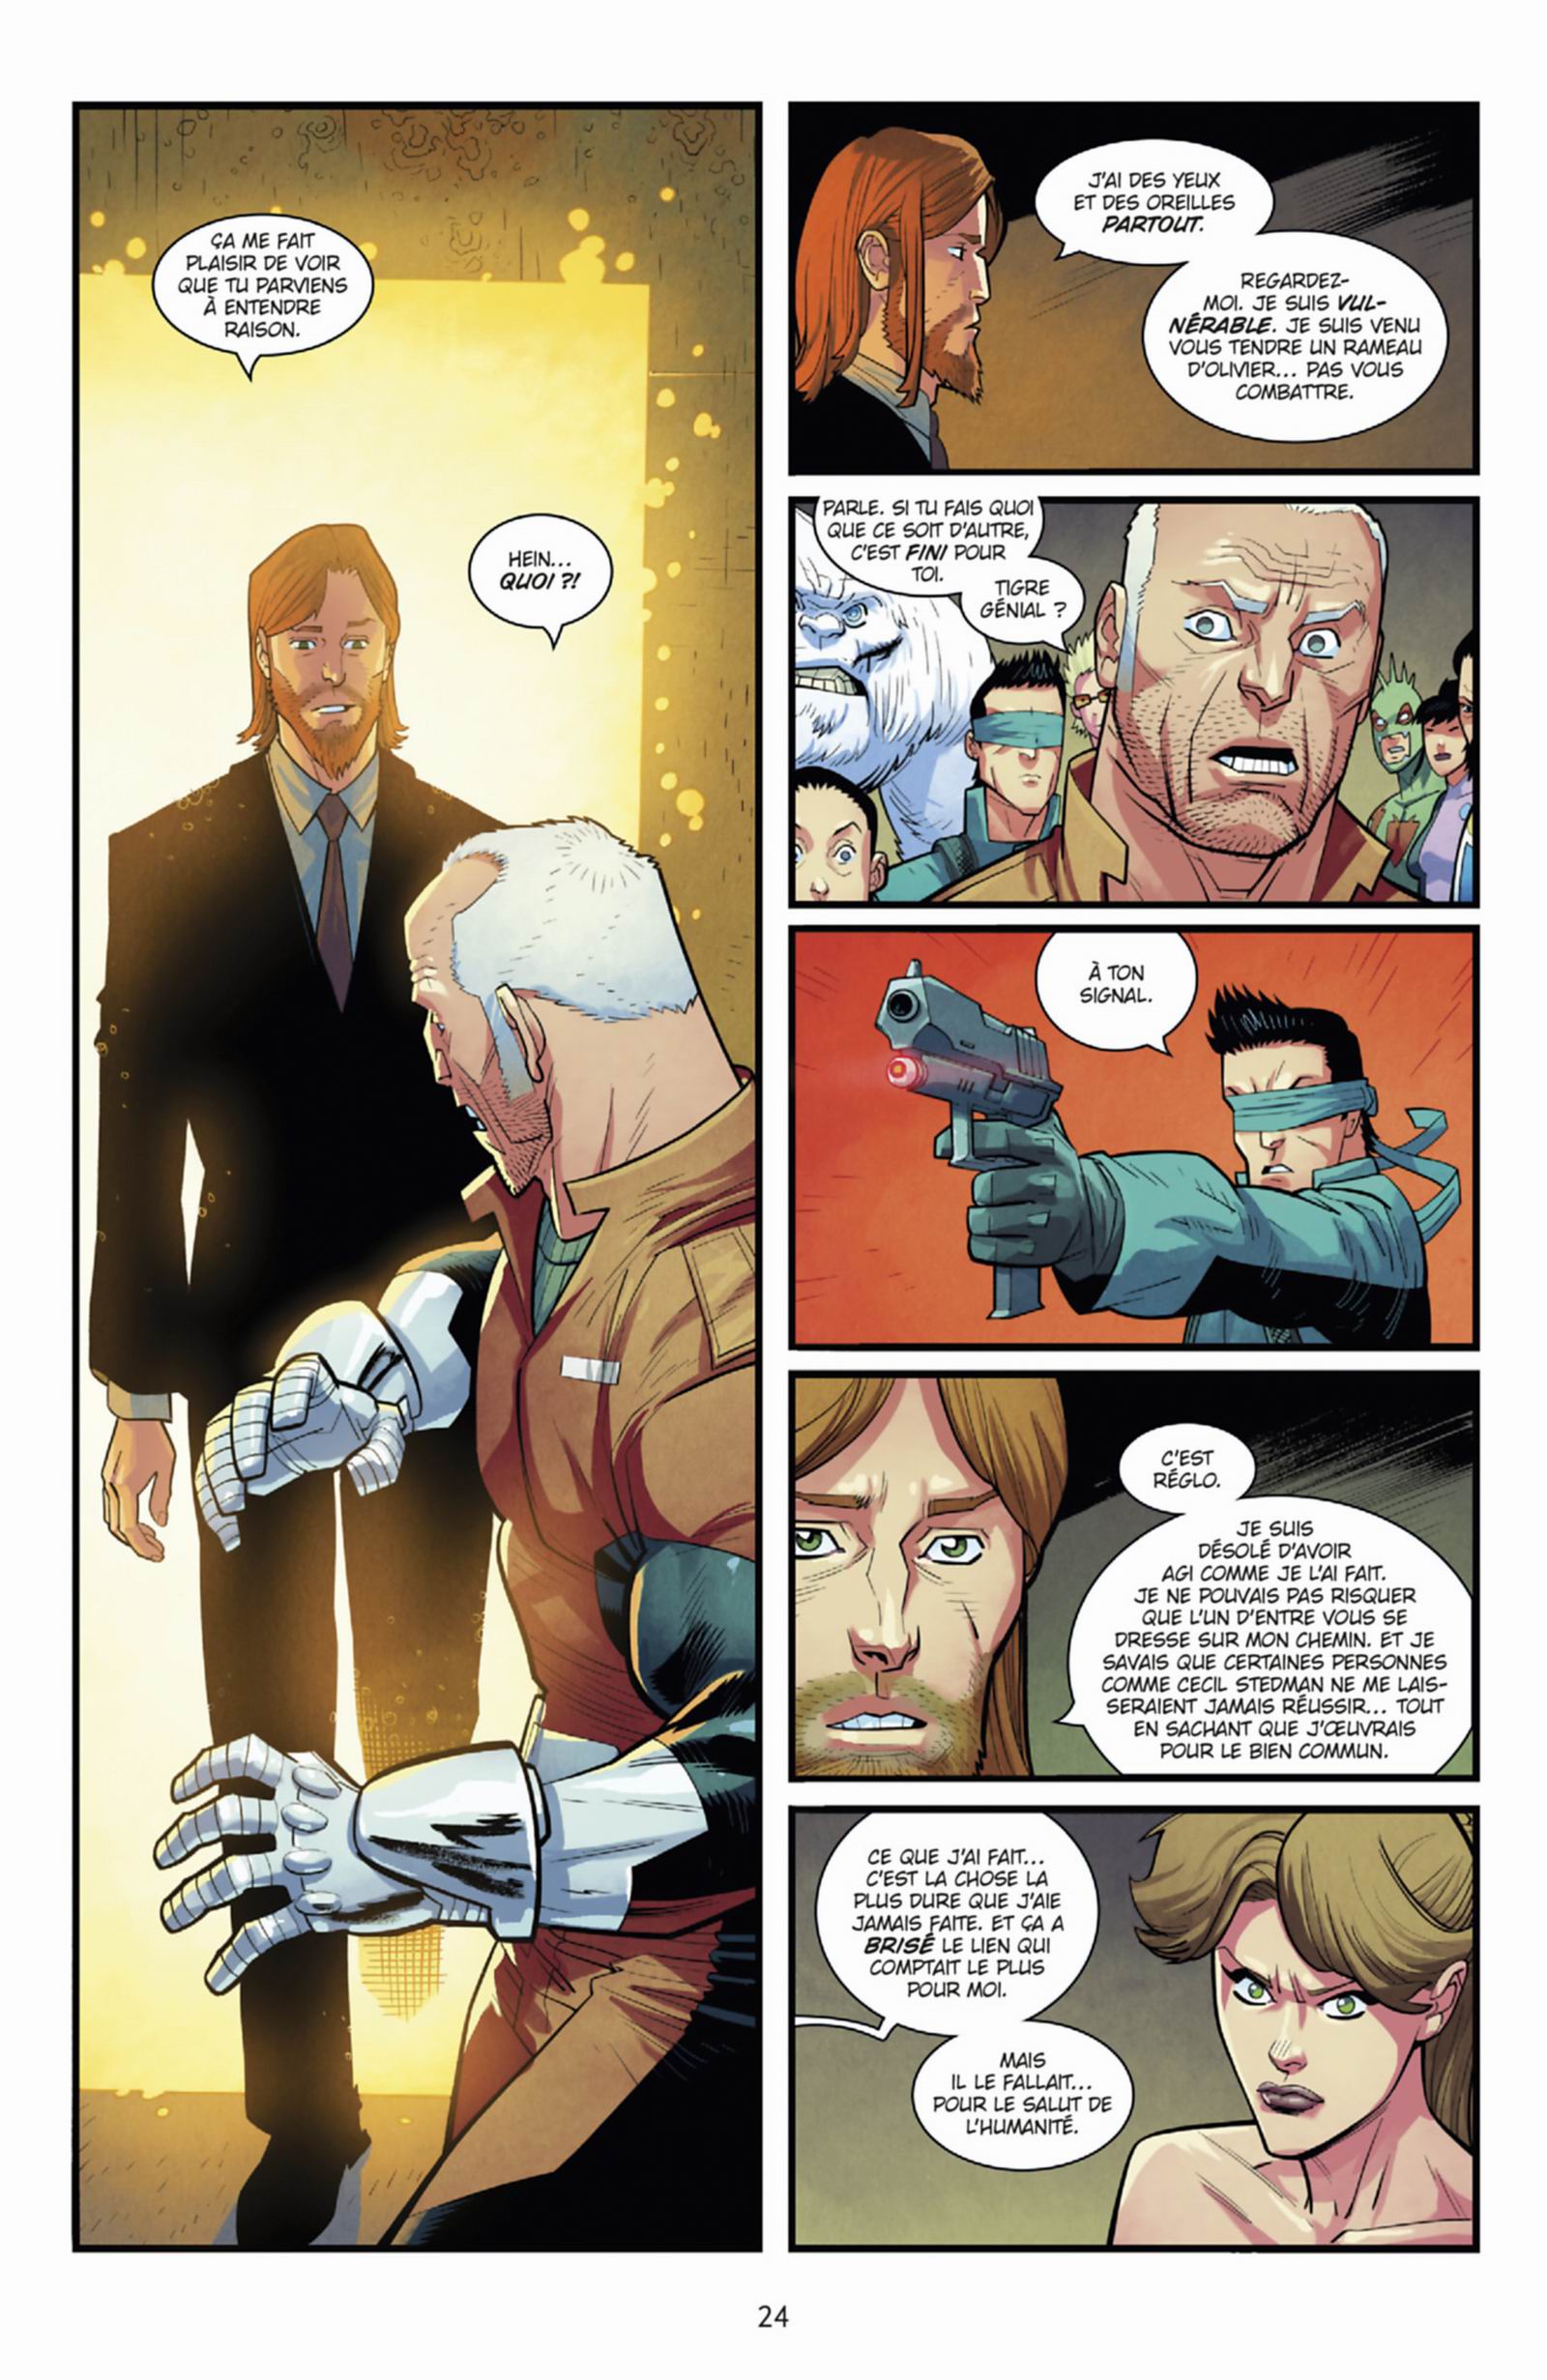 ÇA ME FAIT
PLAISIR DE VOIR
QUE TU PARVIENS
À ENTENDRE
RAISON.
HEIN...
QUOI ?!
J'AI DES YEUX
ET DES OREILLES
PARTOUT.
REGARDEZ-
MOI. JE SUIS VUL-
NÉRABLE. JE SUIS VENU
VOUS TENDRE UN RAMEAU
D'OLIVIER... PAS VOUS
COMBATTRE.
PARLE. SI TU FAIS QUOI
QUE CE SOIT D'AUTRE,
C'EST FINI POUR
TOI.
TIGRE
GÉNIAL ?
À TON
SIGNAL.
C'EST
RÉGLO.
JE SUIS
DÉSOLÉ D'AVOIR
AGI COMME JE L'AI FAIT.
JE NE POUVAIS PAS RISQUER
QUE L'UN D'ENTRE VOUS SE
DRESSE SUR MON CHEMIN. ET JE
SAVAIS QUE CERTAINES PERSONNES
COMME CECIL STEDMAN NE ME LAIS-
SERAIENT JAMAIS RÉUSSIR... TOUT
EN SACHANT QUE J'ŒUVRAIS
POUR LE BIEN COMMUN.
CE QUE J'AI FAIT...
C'EST LA CHOSE LA
PLUS DURE QUE J'AIE
JAMAIS FAITE. ET ÇA A
BRISÉ LE LIEN QUI
COMPTAIT LE PLUS
POUR MOI.
MAIS
IL LE FALLAIT...
POUR LE SALUT DE
L'HUMANITÉ.
24